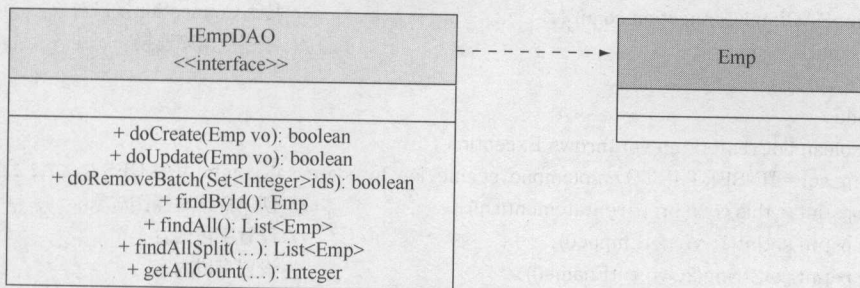 IEmpDAO
<<interface>>
Emp
+ doCreate(Emp vo): boolean
+ doUpdate(Emp vo): boolean
+ doRemoveBatch(Set<Integer>ids): boolean
+ findById(): Emp
+ findAll(): List<Emp>
+ findAllSplit(…): List<Emp>
+ getAllCount(…): Integer